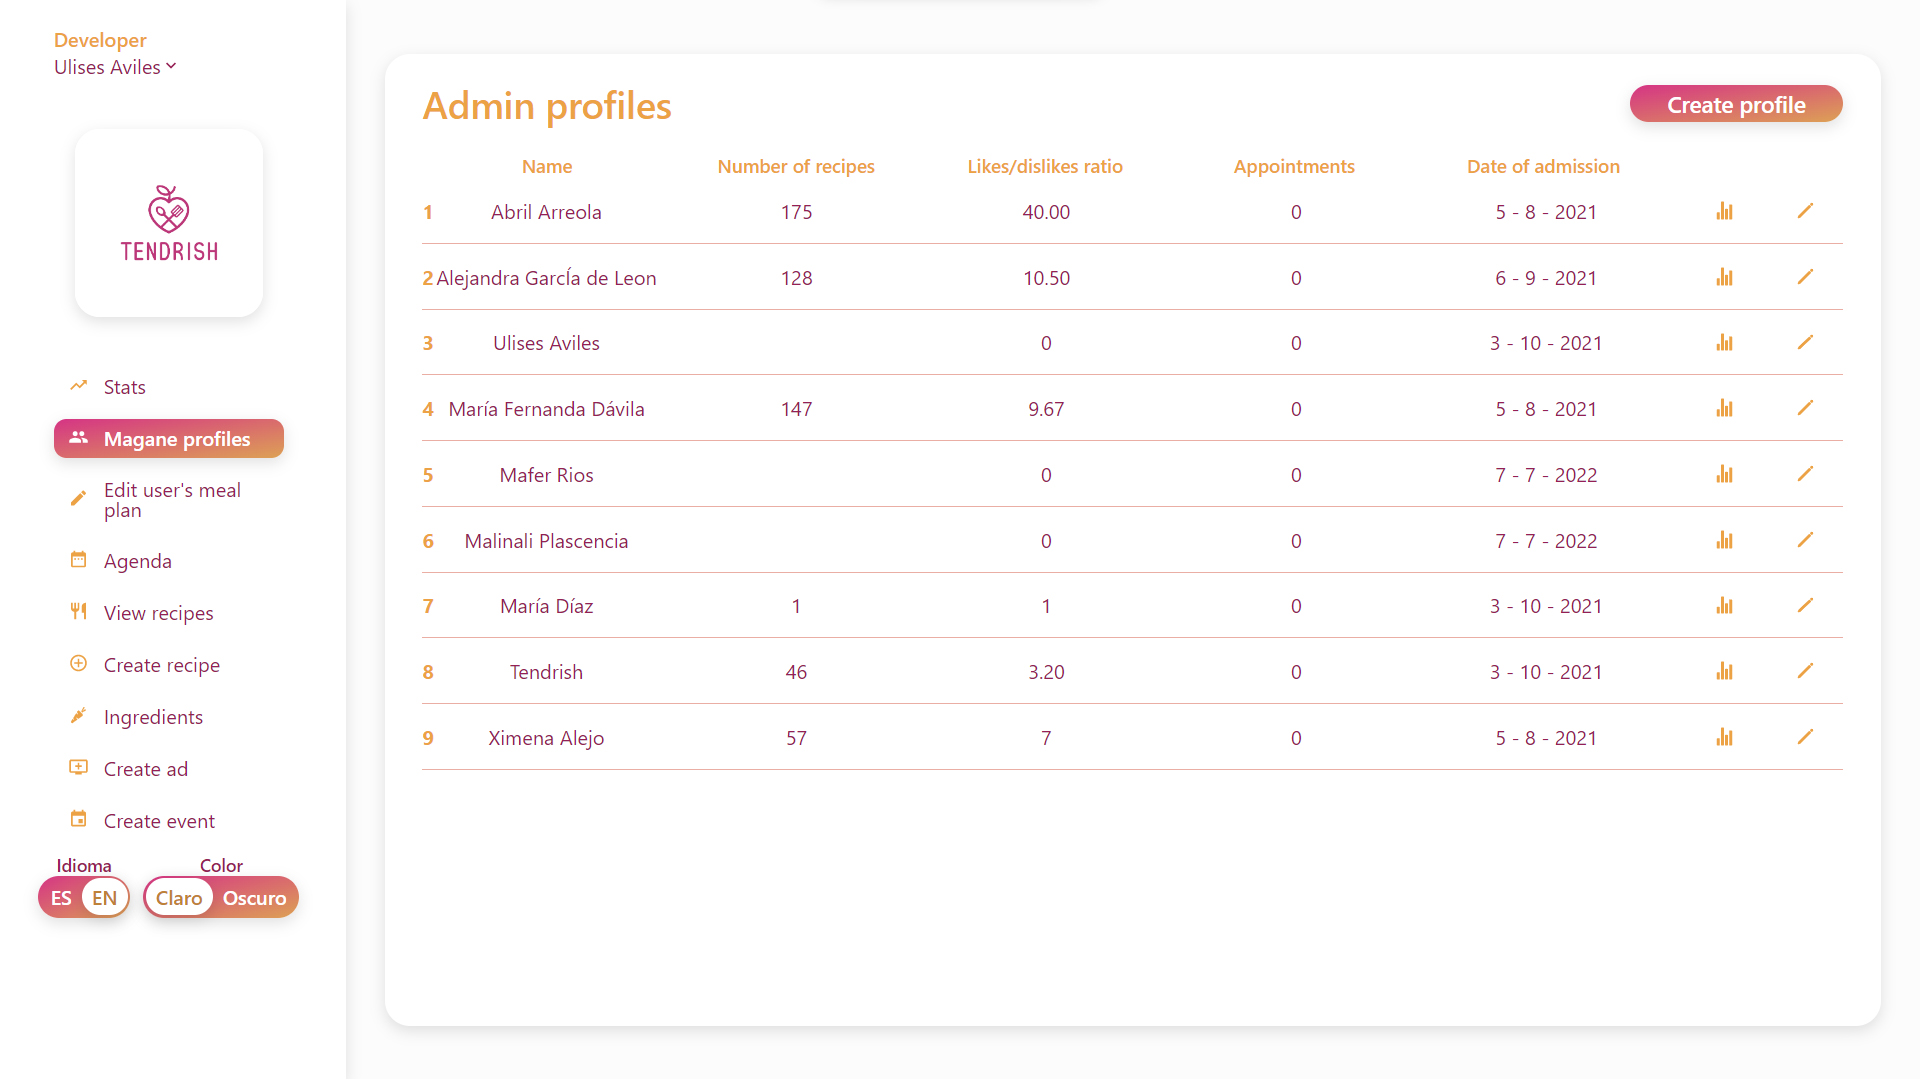 Developer
Ulises Aviles
TENDRISH
Stats
Magane profiles
Edit user's meal
plan
Agenda
View recipes
Create recipe
Ingredients
Create ad
Create event
Idioma Color
ES EN Claro Oscuro
Admin profiles Create profile
Name Number of recipes Likes/dislikes ratio Appointments Date of admission
1 Abril Arreola 175 40.00 0 5 - 8 - 2021
2 Alejandra GarcÍa de Leon 128 10.50 0 6 - 9 - 2021
3 Ulises Aviles 0 0 3 - 10 - 2021
4 María Fernanda Dávila 147 9.67 0 5 - 8 - 2021
5 Mafer Rios 0 0 7 - 7 - 2022
6 Malinali Plascencia 0 0 7 - 7 - 2022
7 María Díaz 1 1 0 3 - 10 - 2021
8 Tendrish 46 3.20 0 3 - 10 - 2021
9 Ximena Alejo 57 7 0 5 - 8 - 2021